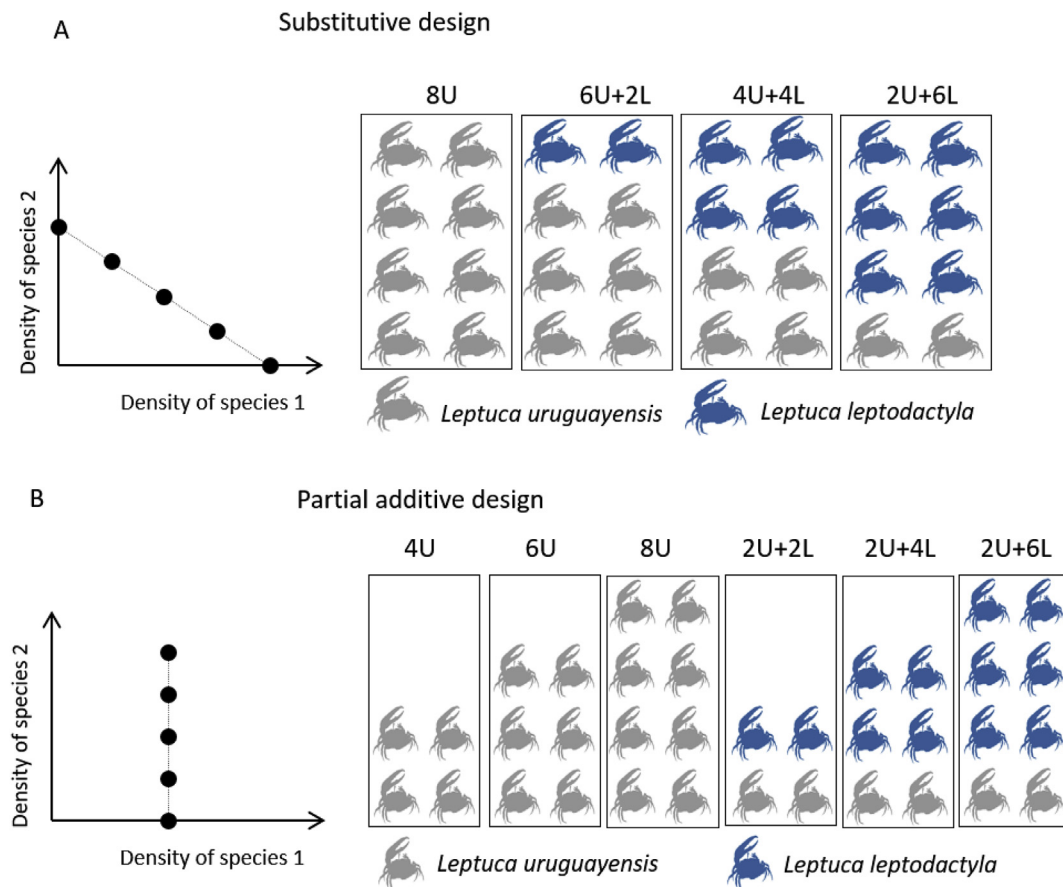 A
Substitutive design
8U 6U+2L 4U+4L 2U+6L
Density of species 2
Density of species 1
Leptuca uruguayensis Leptuca leptodactyla
B
Partial additive design
4U 6U 8U 2U+2L 2U+4L 2U+6L
Density of species 2
Density of species 1
Leptuca uruguayensis Leptuca leptodactyla